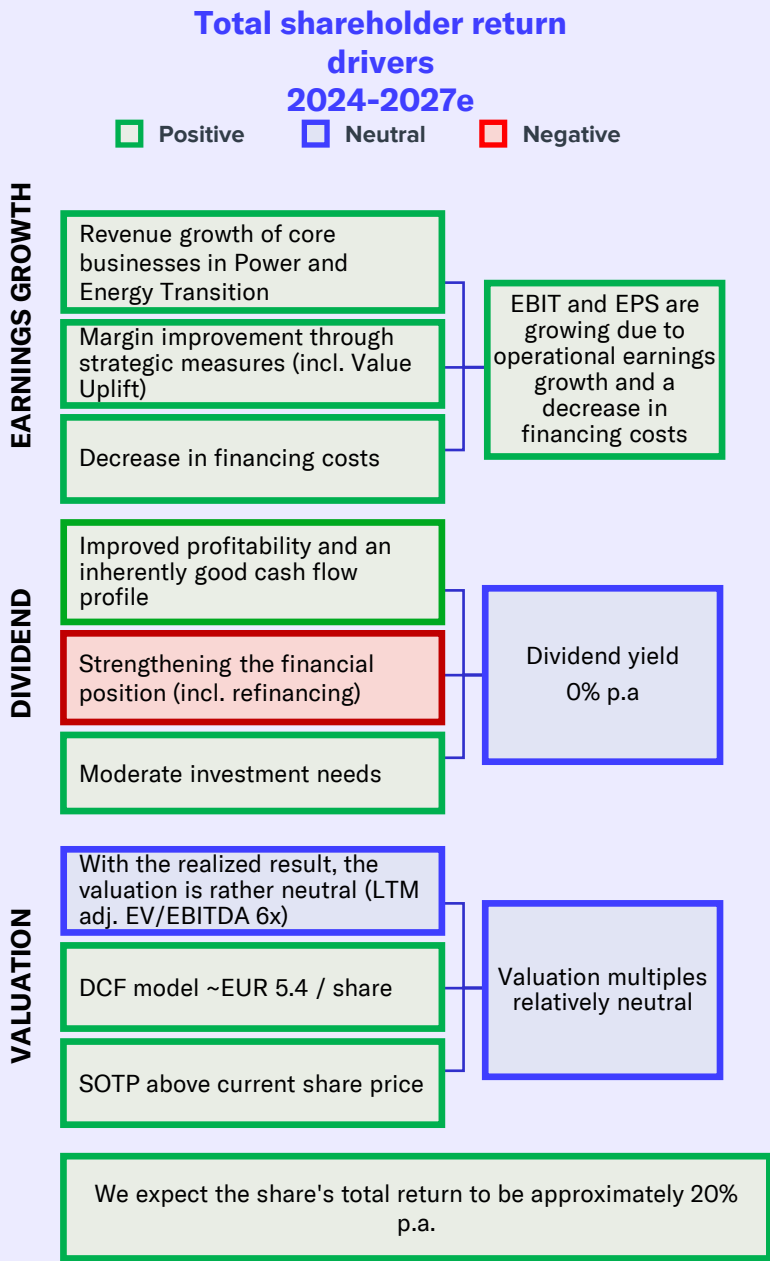 Total shareholder return
drivers
2024-2027e
Positive
Neutral
Negative
EARNINGS GROWTH
Revenue growth of core
businesses in Power and
Energy Transition
Margin improvement through
strategic measures (incl. Value
Uplift)
Decrease in financing costs
EBIT and EPS are
growing due to
operational earnings
growth and a
decrease in
financing costs
DIVIDEND
Improved profitability and an
inherently good cash flow
profile
Strengthening the financial
position (incl. refinancing)
Moderate investment needs
Dividend yield
0% p.a
VALUATION
With the realized result, the
valuation is rather neutral (LTM
adj. EV/EBITDA 6x)
DCF model ~EUR 5.4 / share
SOTP above current share price
Valuation multiples
relatively neutral
We expect the share's total return to be approximately 20%
p.a.